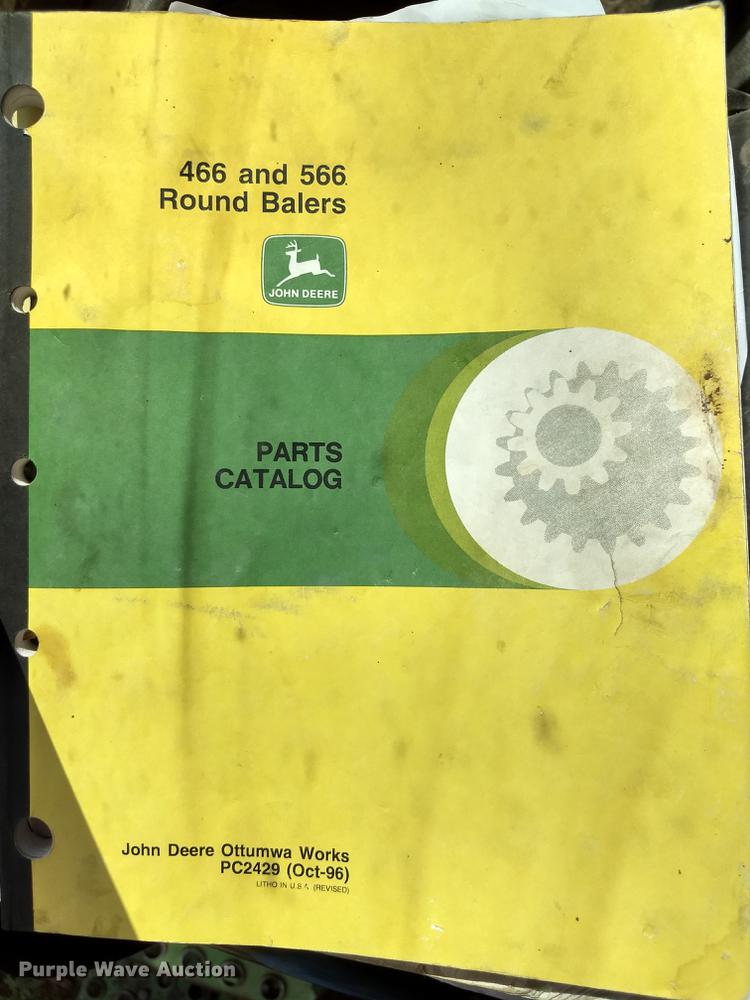 466 and 566
Round Balers
JOHN DEERE
PARTS
CATALOG
John Deere Ottumwa Works
PC2429 (Oct-96)
LITHO IN U.S.A. (REVISED)
Purple Wave Auction